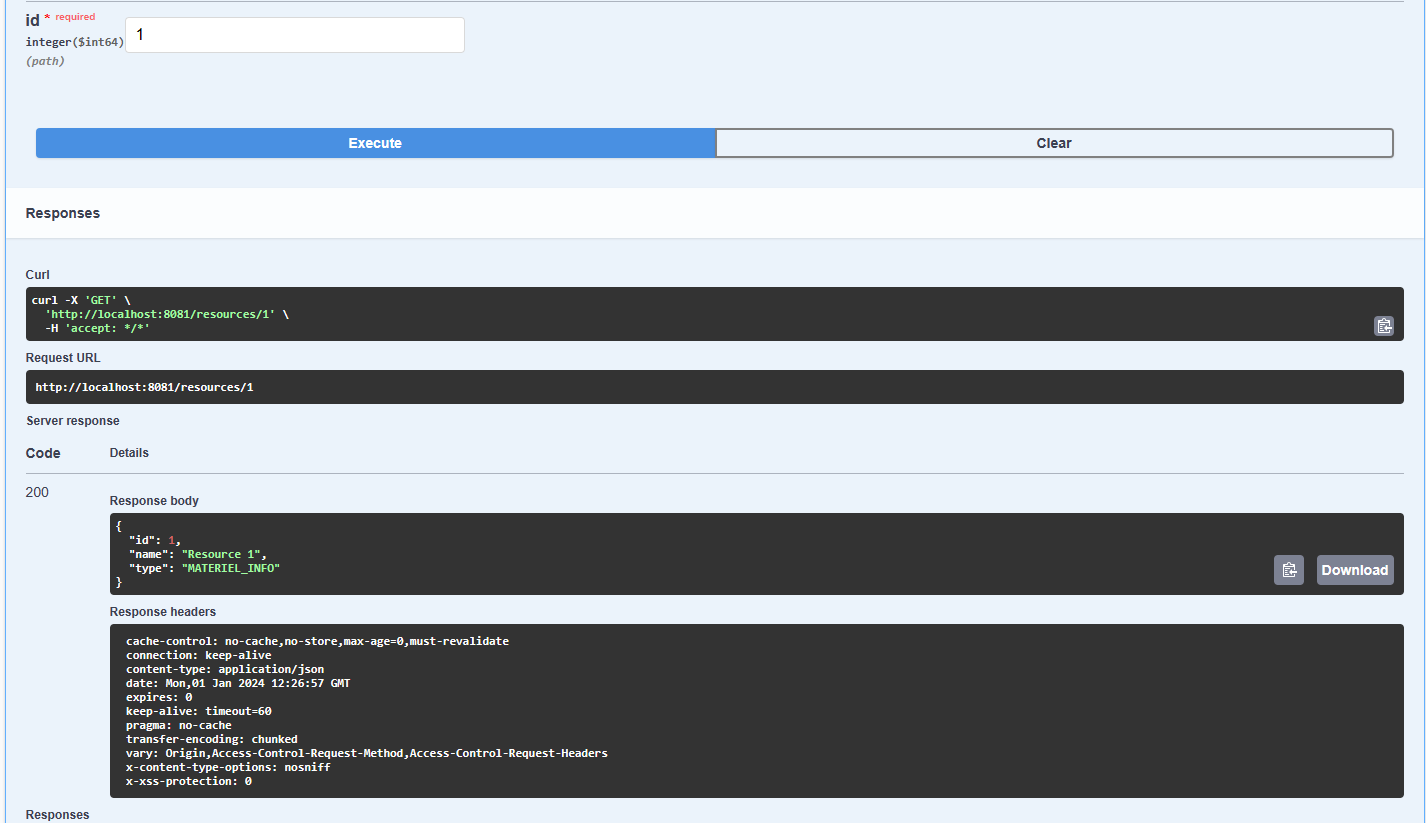 id * required
integer($int64)
(path)
1
Execute
Clear
Responses
Curl
curl -X 'GET' \
  'http://localhost:8081/resources/1' \
  -H 'accept: */*'
Request URL
http://localhost:8081/resources/1
Server response
Code Details
200
Response body
{
  "id": 1,
  "name": "Resource 1",
  "type": "MATERIEL_INFO"
}
Download
Response headers
cache-control: no-cache,no-store,max-age=0,must-revalidate
connection: keep-alive
content-type: application/json
date: Mon,01 Jan 2024 12:26:57 GMT
expires: 0
keep-alive: timeout=60
pragma: no-cache
transfer-encoding: chunked
vary: Origin,Access-Control-Request-Method,Access-Control-Request-Headers
x-content-type-options: nosniff
x-xss-protection: 0
Responses